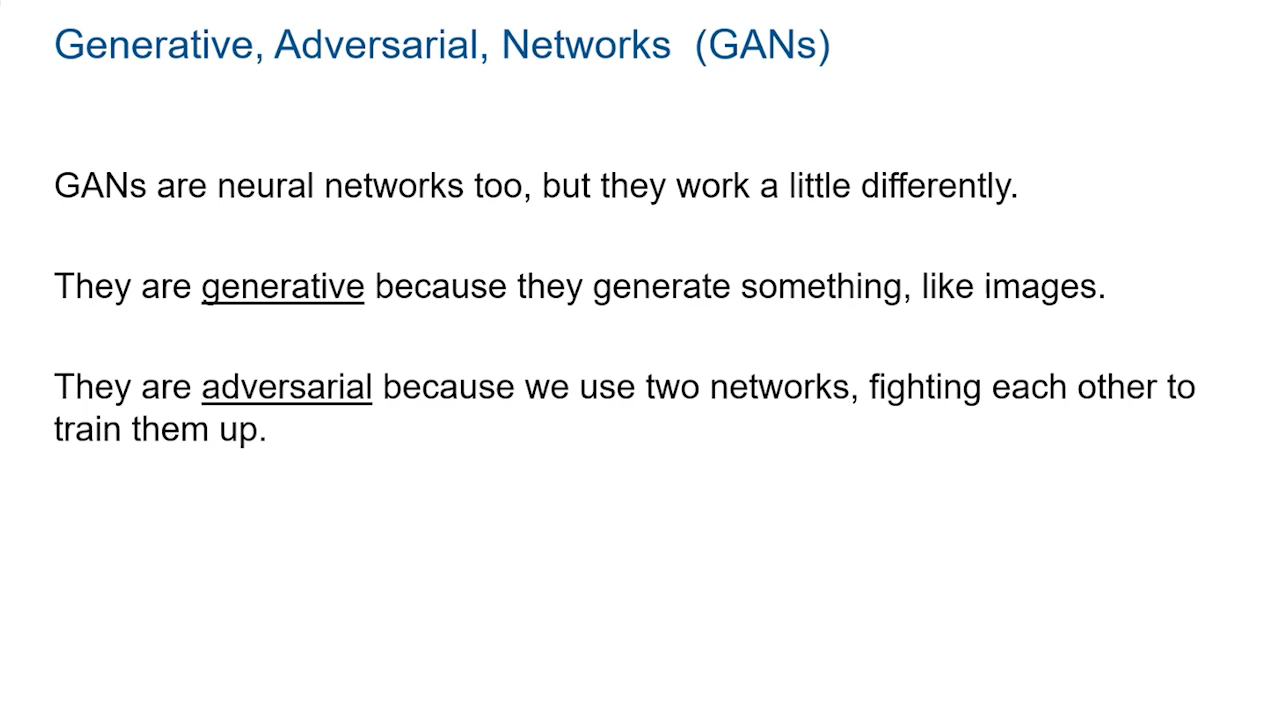 Generative, Adversarial, Networks  (GANs)
GANs are neural networks too, but they work a little differently.
They are generative because they generate something, like images.
They are adversarial because we use two networks, fighting each other to
train them up.